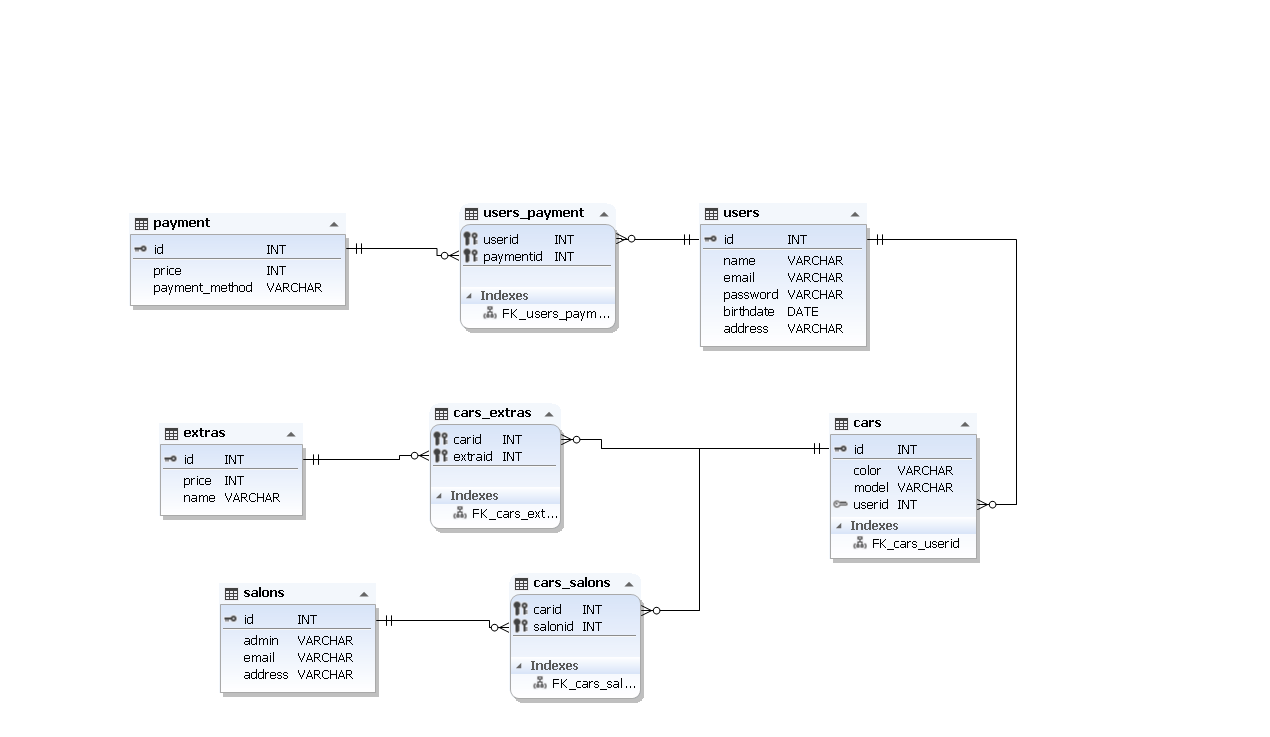 payment
id INT
price INT
payment_method VARCHAR
users_payment
userid INT
paymentid INT
Indexes
FK_users_paym...
users
id INT
name VARCHAR
email VARCHAR
password VARCHAR
birthdate DATE
address VARCHAR
extras
id INT
price INT
name VARCHAR
cars_extras
carid INT
extraid INT
Indexes
FK_cars_ext...
cars
id INT
color VARCHAR
model VARCHAR
userid INT
Indexes
FK_cars_userid
salons
id INT
admin VARCHAR
email VARCHAR
address VARCHAR
cars_salons
carid INT
salonid INT
Indexes
FK_cars_sal...